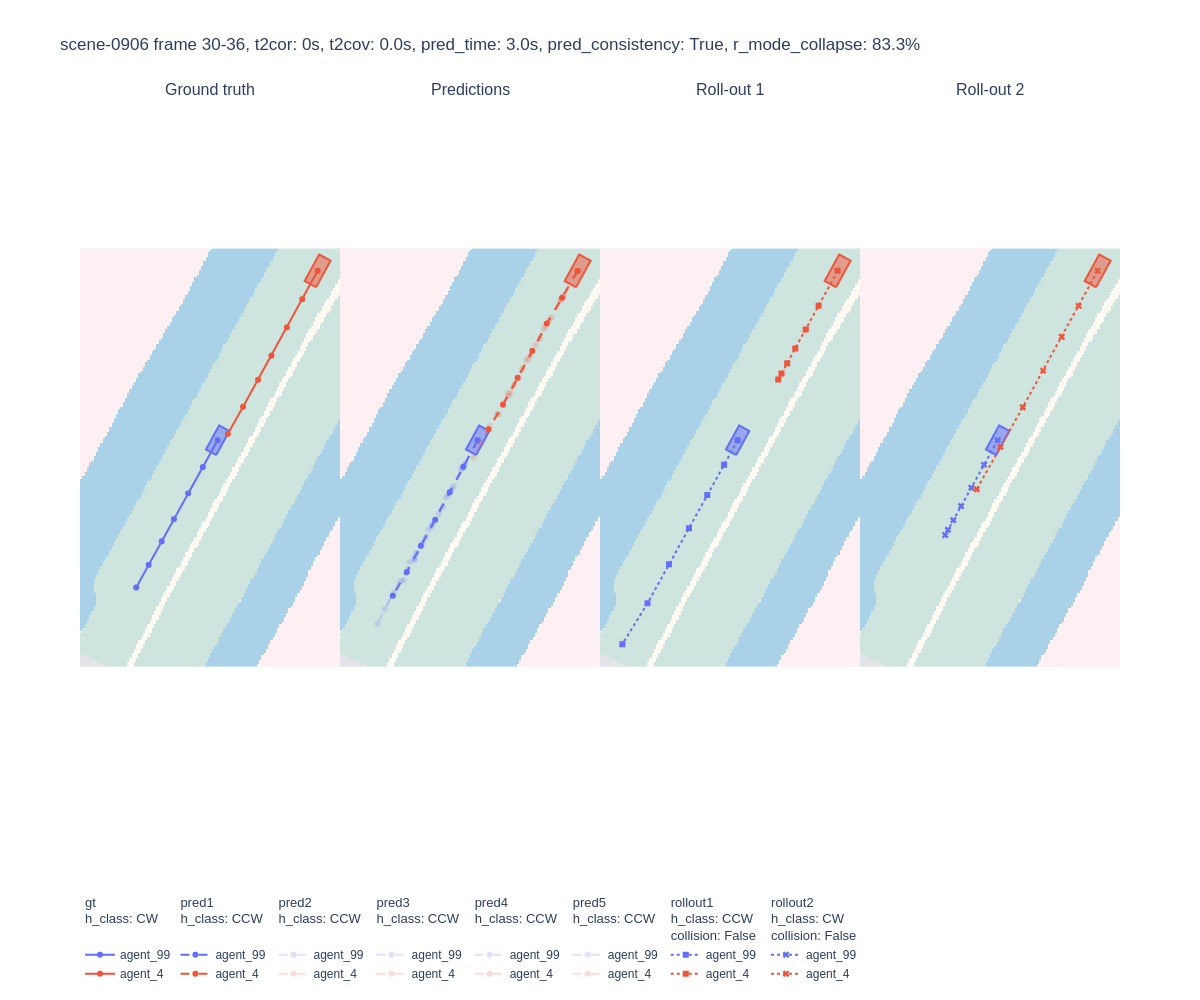 scene-0906 frame 30-36, t2cor: 0s, t2cov: 0.0s, pred_time: 3.0s, pred_consistency: True, r_mode_collapse: 83.3%
Ground truth
Predictions
Roll-out 1
Roll-out 2
gt
h_class: CW
agent_99
agent_4
pred1
h_class: CCW
agent_99
agent_4
pred2
h_class: CCW
agent_99
agent_4
pred3
h_class: CCW
agent_99
agent_4
pred4
h_class: CCW
agent_99
agent_4
pred5
h_class: CCW
agent_99
agent_4
rollout1
h_class: CCW
collision: False
agent_99
agent_4
rollout2
h_class: CW
collision: False
agent_99
agent_4